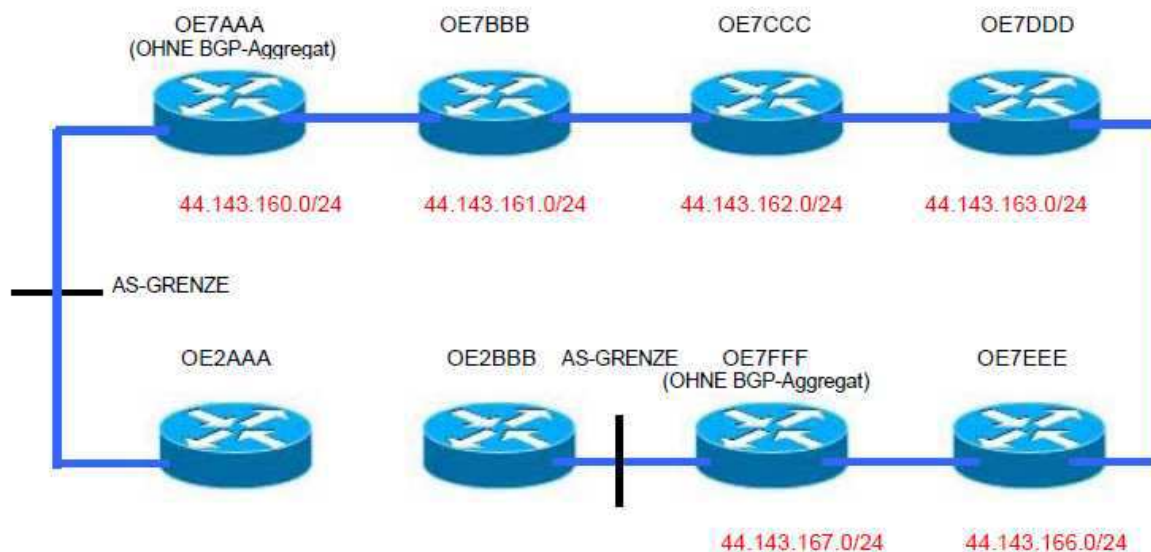 OE7AAA
(OHNE BGP-Aggregat)
OE7BBB
OE7CCC
OE7DDD
44.143.160.0/24
44.143.161.0/24
44.143.162.0/24
44.143.163.0/24
AS-GRENZE
OE2AAA
OE2BBB
AS-GRENZE
OE7FFF
(OHNE BGP-Aggregat)
OE7EEE
44.143.167.0/24
44.143.166.0/24